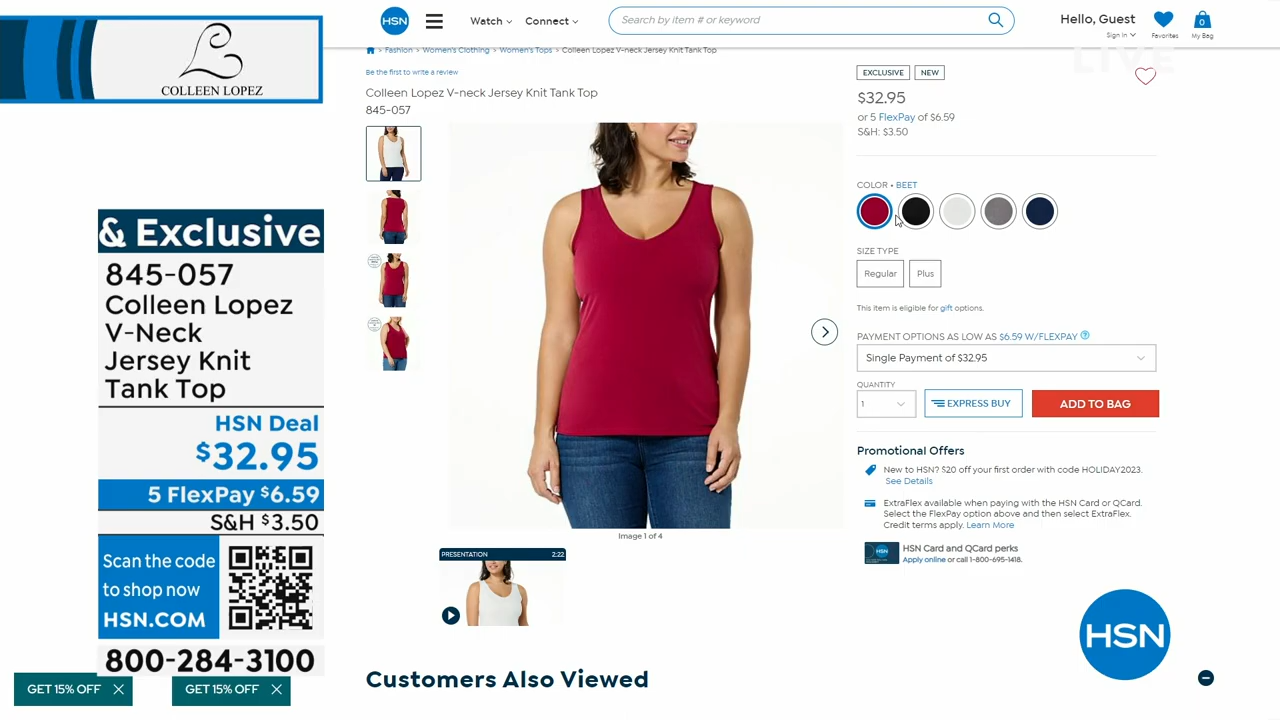 COLLEEN LOPEZ
& Exclusive
845-057
Colleen Lopez
V-Neck
Jersey Knit
Tank Top
HSN Deal
$32.95
5 FlexPay $6.59
S&H $3.50
Scan the code
to shop now
HSN.COM
800-284-3100
GET 15% OFF
GET 15% OFF
HSN
Watch
Connect
Search by item # or keyword
Hello, Guest
Sign In
Favorites
0
My Bag
LIVE
Fashion > Women's Clothing > Women's Tops > Colleen Lopez V-neck Jersey Knit Tank Top
Be the first to write a review
Colleen Lopez V-neck Jersey Knit Tank Top
845-057
Image 1 of 4
PRESENTATION 2:22
EXCLUSIVE
NEW
$32.95
or 5 FlexPay of $6.59
S&H: $3.50
COLOR • BEET
SIZE TYPE
Regular
Plus
This item is eligible for gift options.
PAYMENT OPTIONS AS LOW AS $6.59 W/FLEXPAY ?
Single Payment of $32.95
QUANTITY
1
EXPRESS BUY
ADD TO BAG
Promotional Offers
New to HSN? $20 off your first order with code HOLIDAY2023.
See Details
ExtraFlex available when paying with the HSN Card or QCard.
Select the FlexPay option above and then select ExtraFlex.
Credit terms apply. Learn More
HSN
HSN Card and QCard perks
Apply online or call 1-800-695-1418.
HSN
Customers Also Viewed